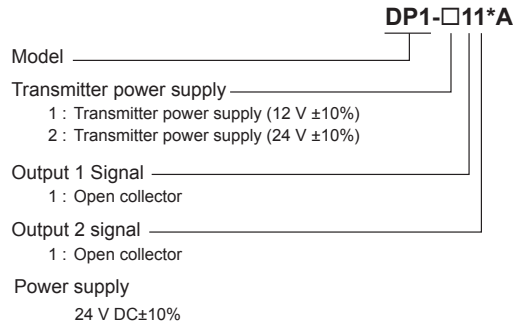 DP1-□11*A
Model
Transmitter power supply
1 : Transmitter power supply (12 V ±10%)
2 : Transmitter power supply (24 V ±10%)
Output 1 Signal
1 : Open collector
Output 2 signal
1 : Open collector
Power supply
24 V DC±10%